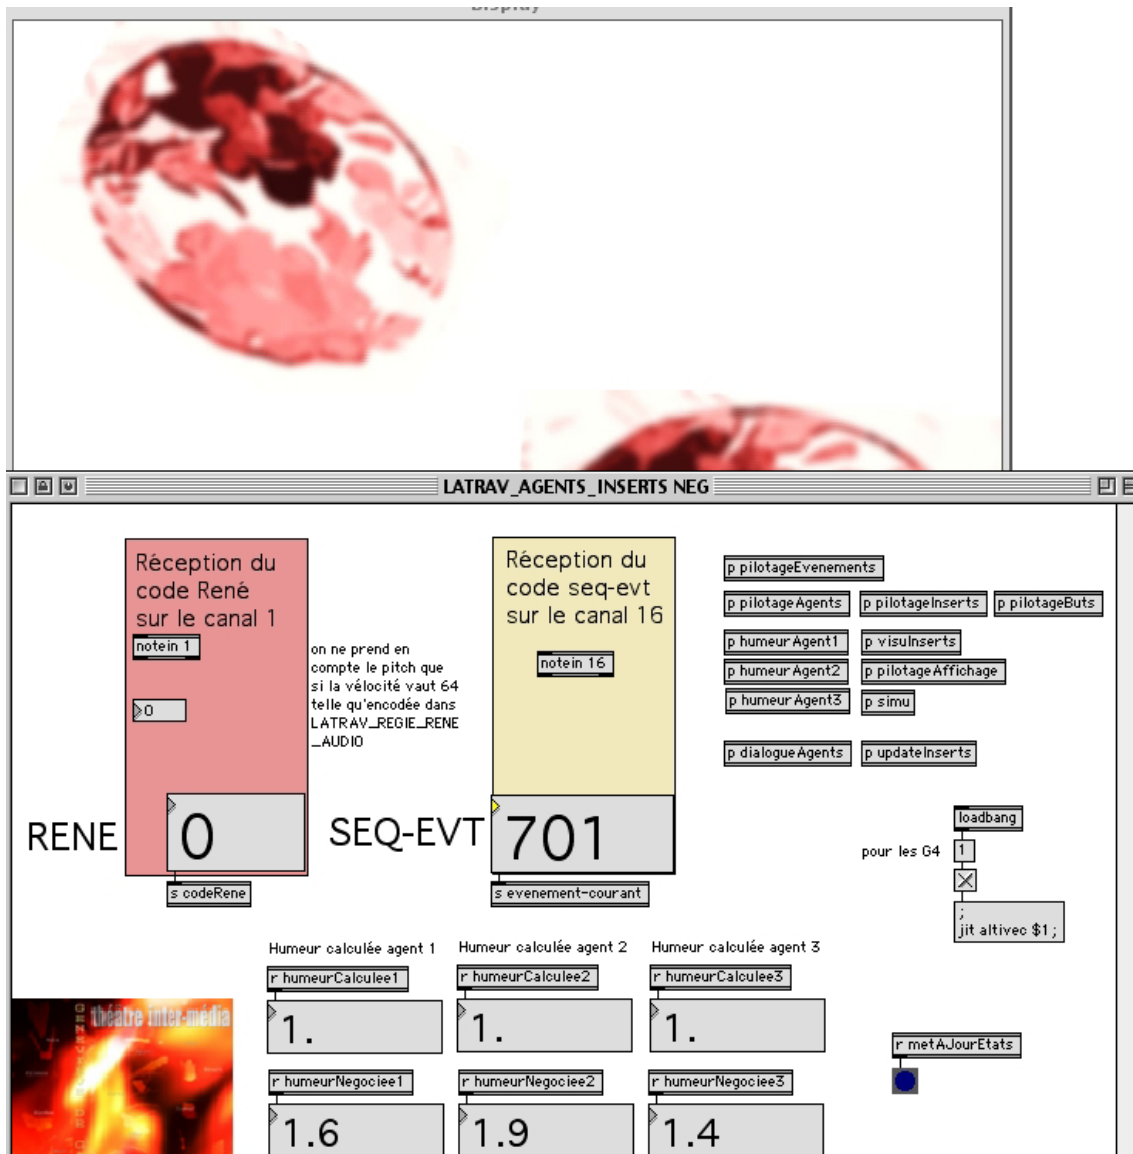 Display
LATRAV_AGENTS_INSERTS NEG
Réception du
code René
sur le canal 1
notein 1
0
on ne prend en
compte le pitch que
si la vélocité vaut 64
telle qu'encodée dans
LATRAV_REGIE_RENE
_AUDIO
RENE
0
s codeRene
Réception du
code seq-evt
sur le canal 16
notein 16
SEQ-EVT
701
s evenement-courant
p pilotageEvenements
p pilotageAgents
p pilotageInserts
p pilotageButs
p humeurAgent1
p visuInserts
p humeurAgent2
p pilotageAffichage
p humeurAgent3
p simu
p dialogueAgents
p updateInserts
loadbang
pour les G4
1
;
jit altivec $1;
Humeur calculée agent 1
Humeur calculée agent 2
Humeur calculée agent 3
r humeurCalculee1
r humeurCalculee2
r humeurCalculee3
1.
1.
1.
r metAJourEtats
r humeurNegociee1
r humeurNegociee2
r humeurNegociee3
1.6
1.9
1.4
théâtre inter-média